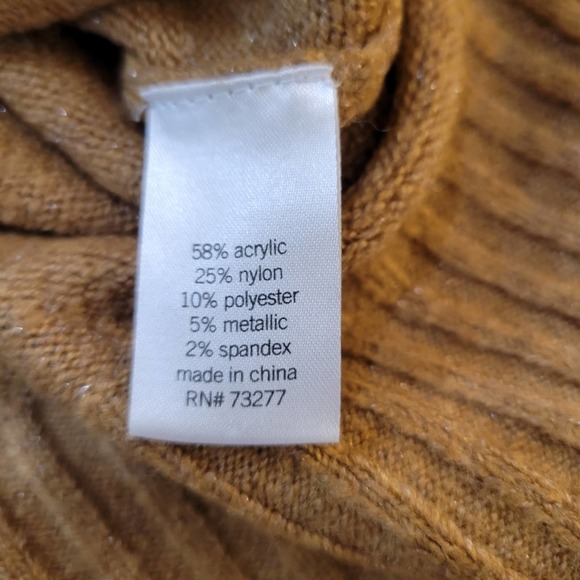 58% acrylic
25% nylon
10% polyester
5% metallic
2% spandex
made in china
RN# 73277